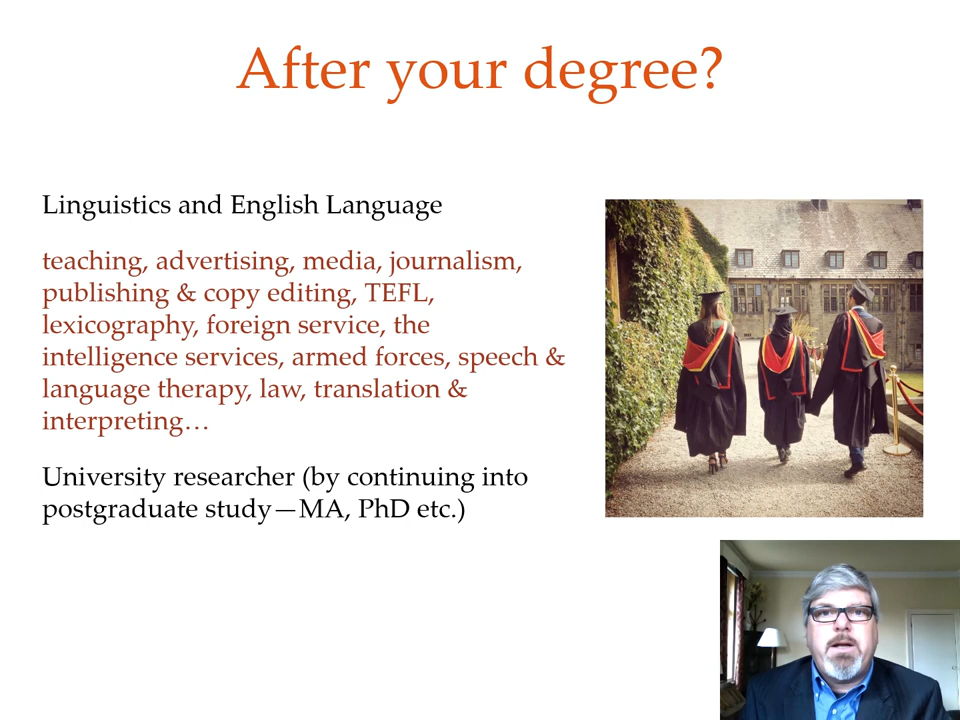 After your degree?
Linguistics and English Language
teaching, advertising, media, journalism,
publishing & copy editing, TEFL,
lexicography, foreign service, the
intelligence services, armed forces, speech &
language therapy, law, translation &
interpreting…
University researcher (by continuing into
postgraduate study—MA, PhD etc.)